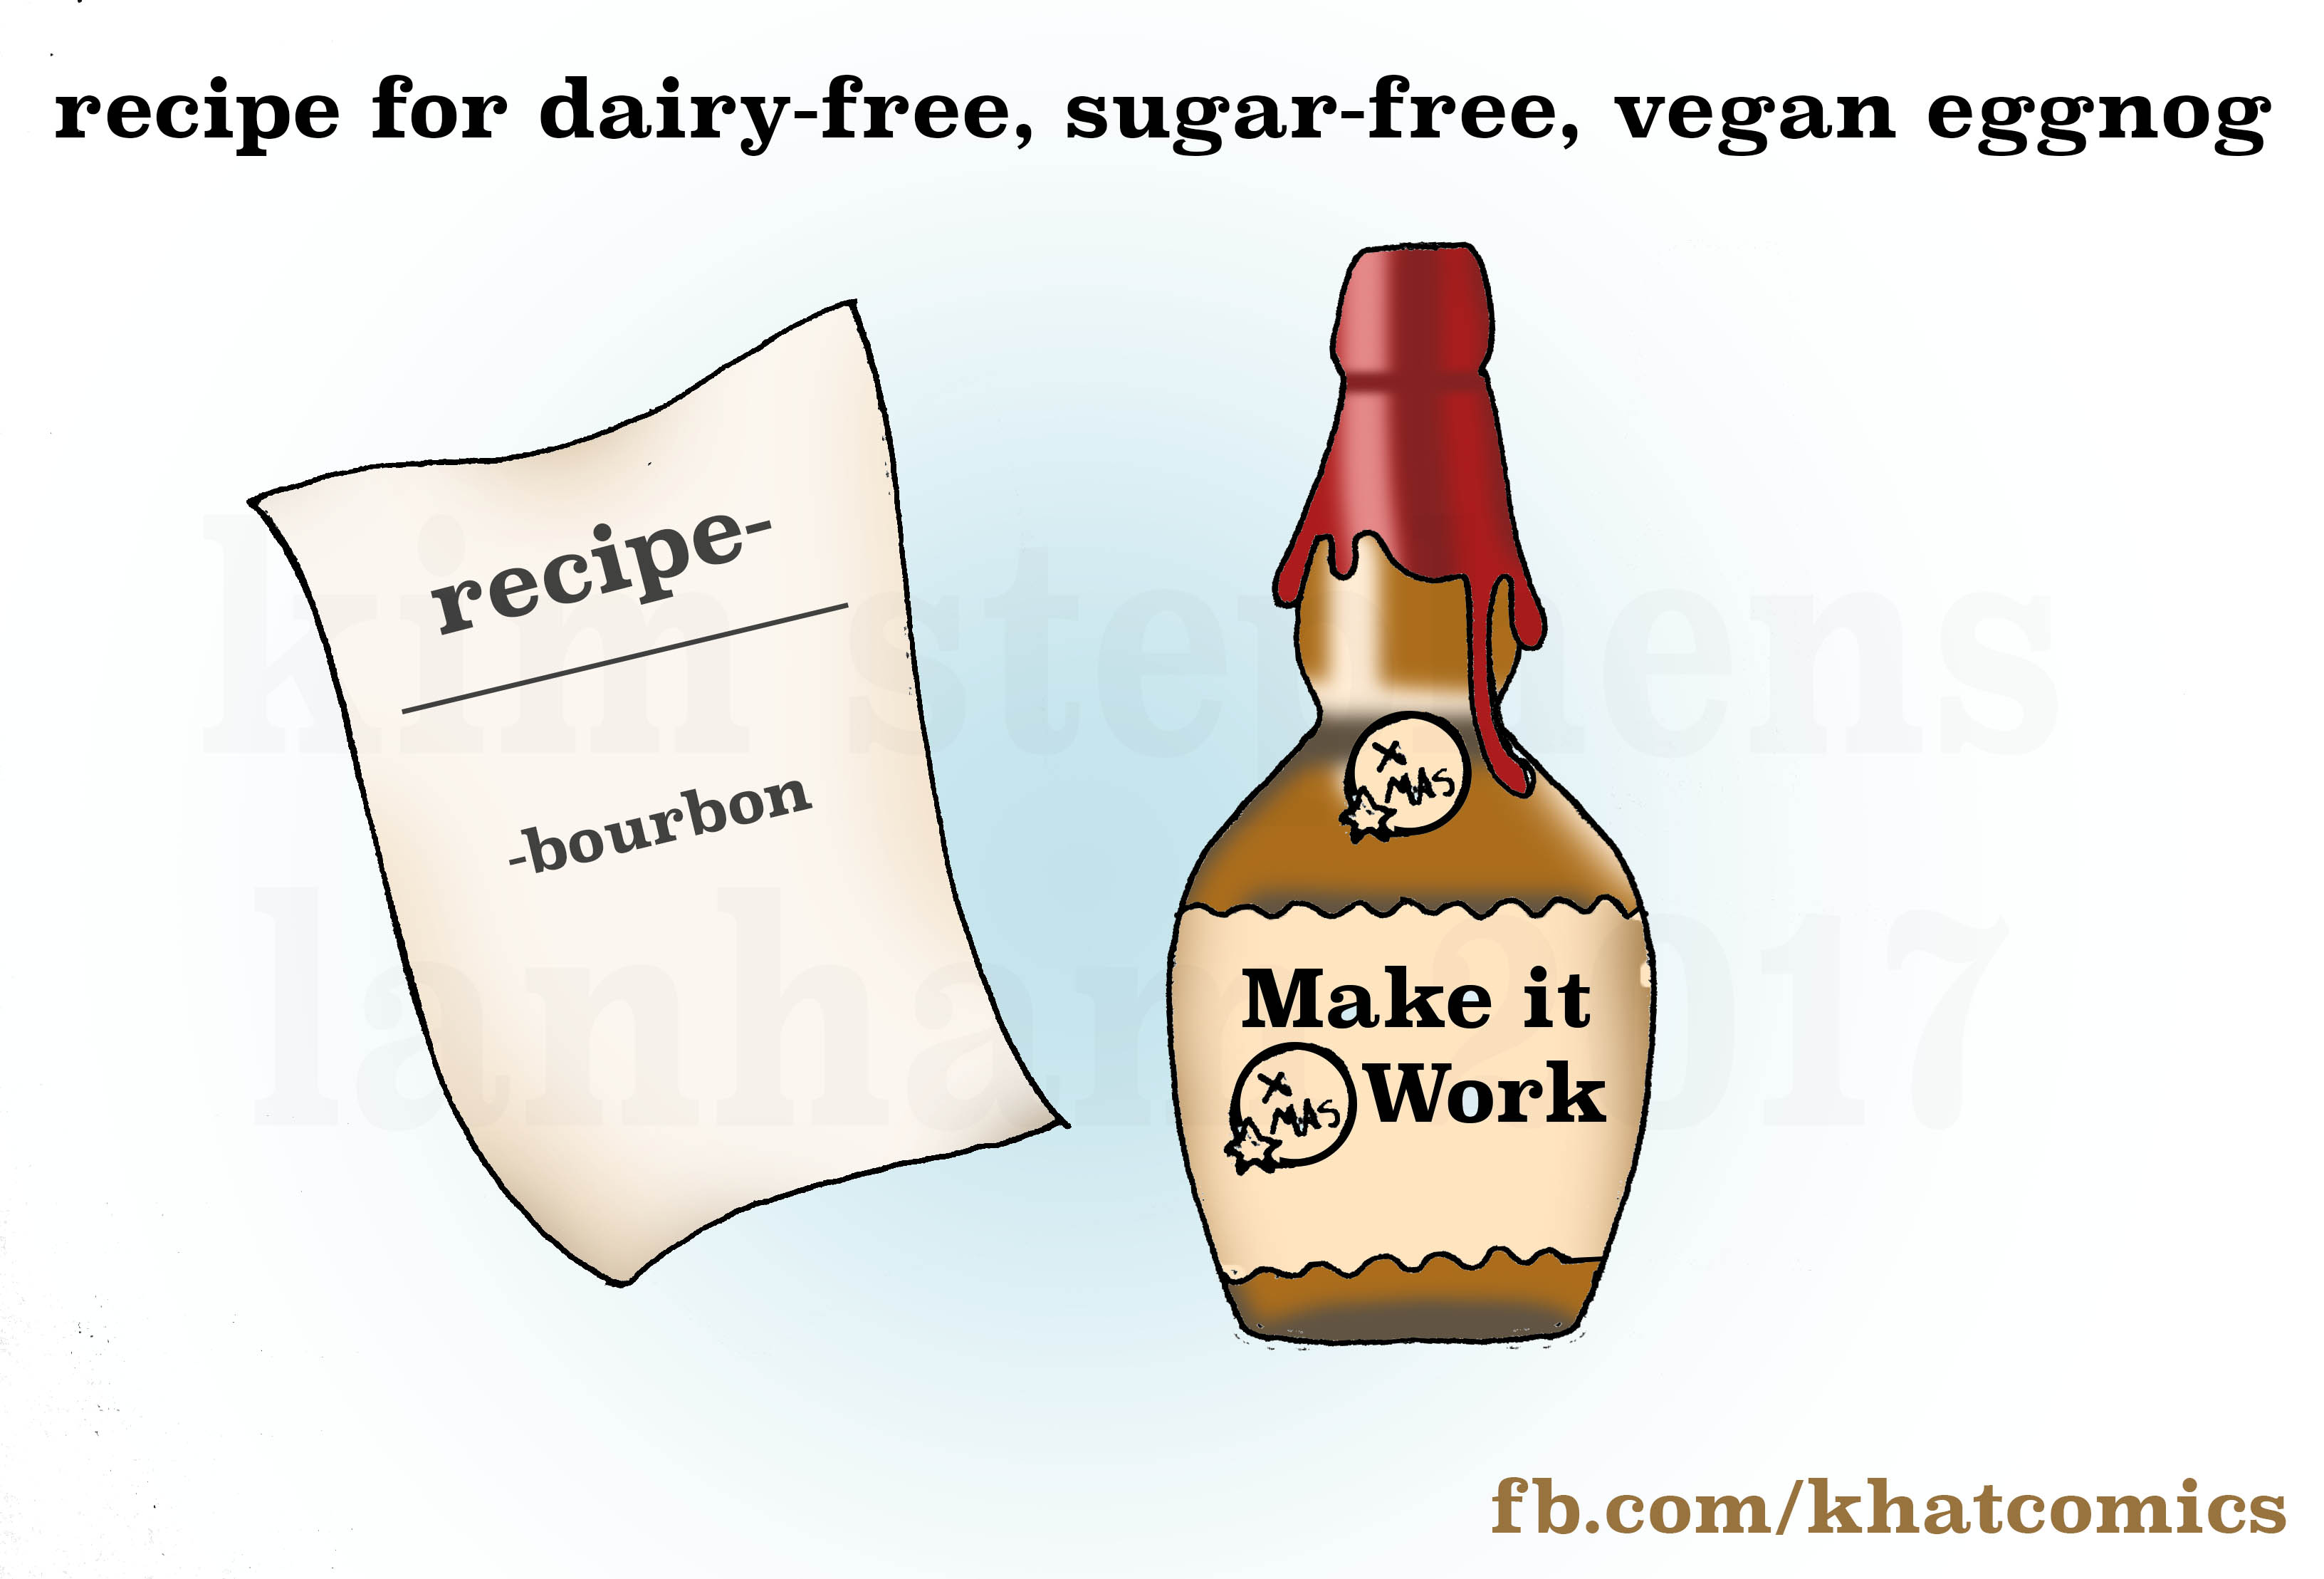 recipe for dairy-free, sugar-free, vegan eggnog
recipe-
-bourbon
X
MAS
Make it
X
MAS
Work
kim stephens
lanham 2017
fb.com/khatcomics